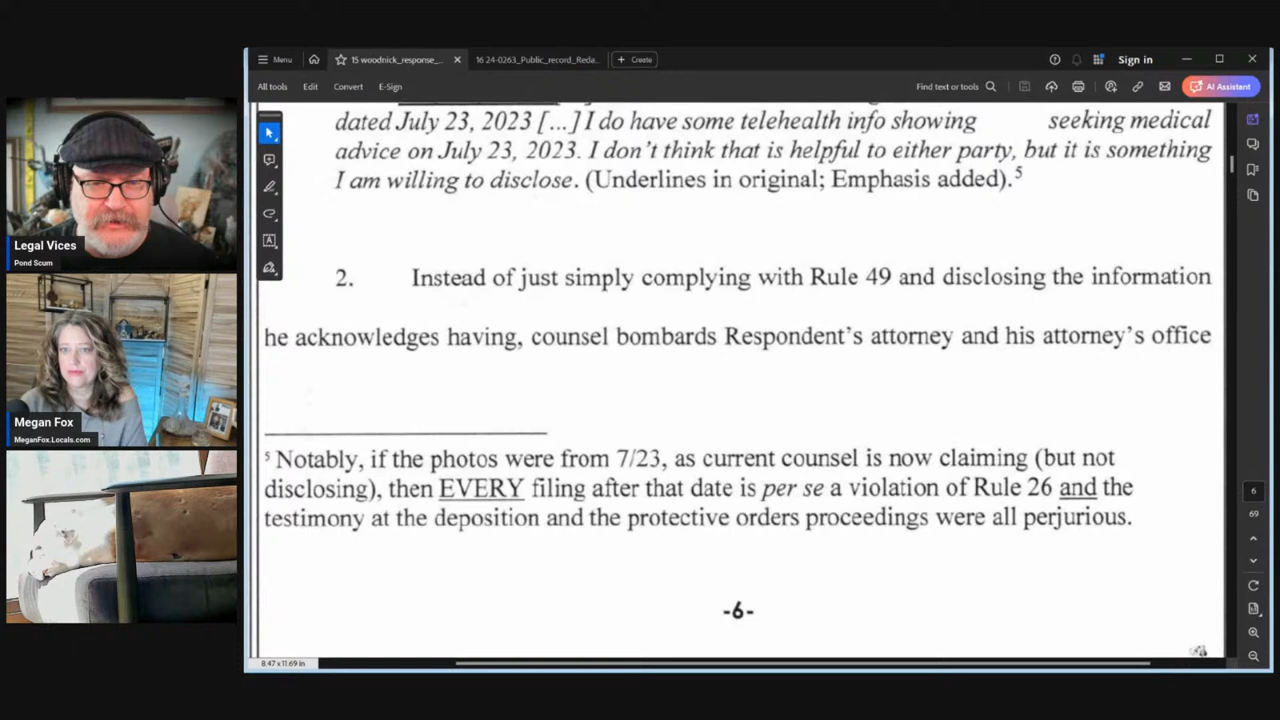 Menu
15 woodnick_response_...
16 24-0263_Public_record_Reda...
+ Create
Sign in
All tools
Edit
Convert
E-Sign
Find text or tools
AI Assistant
dated July 23, 2023 [...] I do have some telehealth info showing seeking medical
advice on July 23, 2023. I don't think that is helpful to either party, but it is something
I am willing to disclose. (Underlines in original; Emphasis added).⁵
2. Instead of just simply complying with Rule 49 and disclosing the information
he acknowledges having, counsel bombards Respondent's attorney and his attorney's office
⁵ Notably, if the photos were from 7/23, as current counsel is now claiming (but not
disclosing), then EVERY filing after that date is per se a violation of Rule 26 and the
testimony at the deposition and the protective orders proceedings were all perjurious.
-6-
8.47 x 11.69 in
6
69
Legal Vices
Pond Scum
Megan Fox
MeganFox.Locals.com